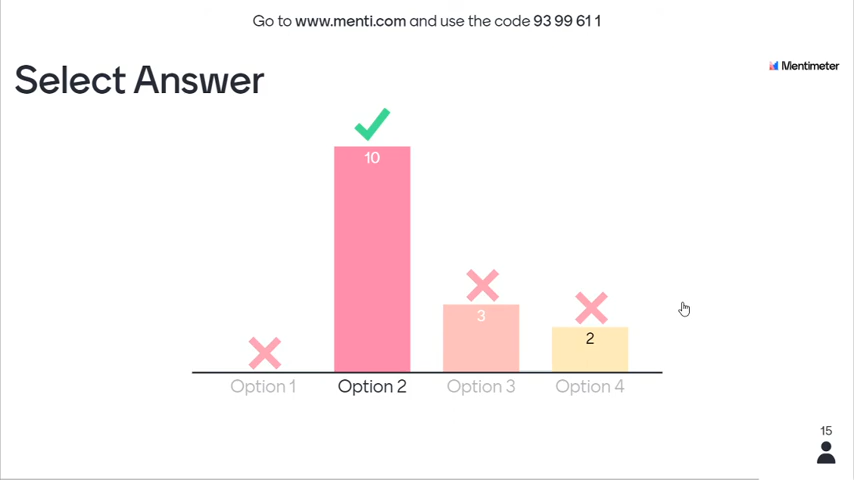 Go to www.menti.com and use the code 93 99 61 1
Select Answer
Mentimeter
10
3
2
Option 1
Option 2
Option 3
Option 4
15